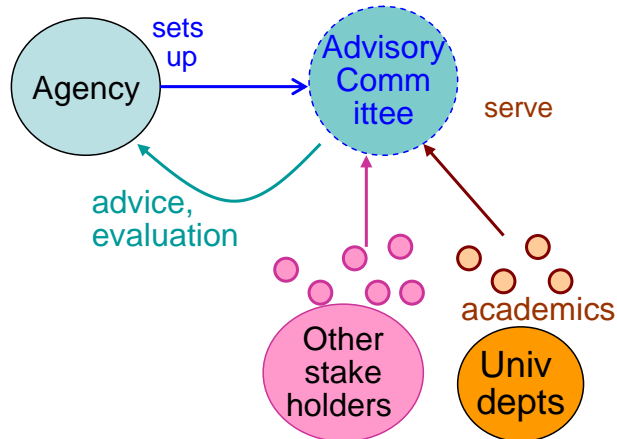 sets
up
Agency
Advisory
Comm
ittee
serve
advice,
evaluation
academics
Other
stake
holders
Univ
depts